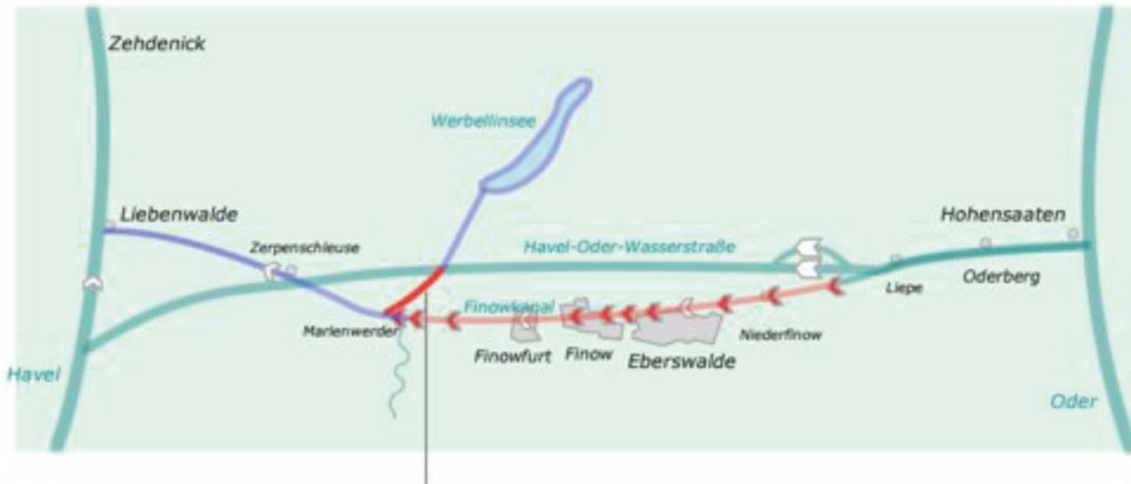 Zehdenick
Werbellinsee
Liebenwalde
Hohensaaten
Zerpenschleuse
Havel-Oder-Wasserstraße
Oderberg
Liepe
Finowkanal
Marienwerder
Niederfinow
Finowfurt
Finow
Eberswalde
Havel
Oder